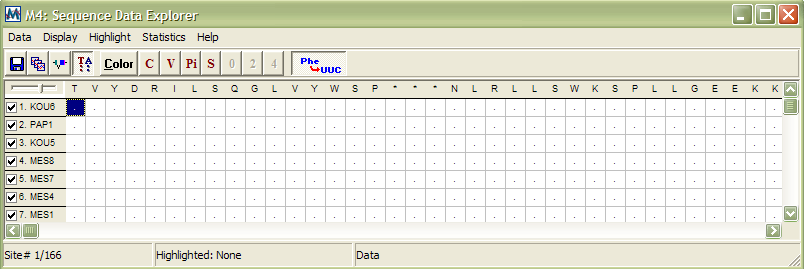 M4: Sequence Data Explorer
Data Display Highlight Statistics Help
TA Color C V Pi S 0 2 4 Phe UUC
T V Y D R I L S Q G L V Y W S P * * * N L R L L S W K S P L L G E E K K
1. KOU6 . . . . . . . . . . . . . . . . . . . . . . . . . . . . . . . . . . . .
2. PAP1 . . . . . . . . . . . . . . . . . . . . . . . . . . . . . . . . . . . .
3. KOU5 . . . . . . . . . . . . . . . . . . . . . . . . . . . . . . . . . . . .
4. MES8 . . . . . . . . . . . . . . . . . . . . . . . . . . . . . . . . . . . .
5. MES7 . . . . . . . . . . . . . . . . . . . . . . . . . . . . . . . . . . . .
6. MES4 . . . . . . . . . . . . . . . . . . . . . . . . . . . . . . . . . . . .
7. MES1 . . . . . . . . . . . . . . . . . . . . . . . . . . . . . . . . . . . .
Site# 1/166 Highlighted: None Data